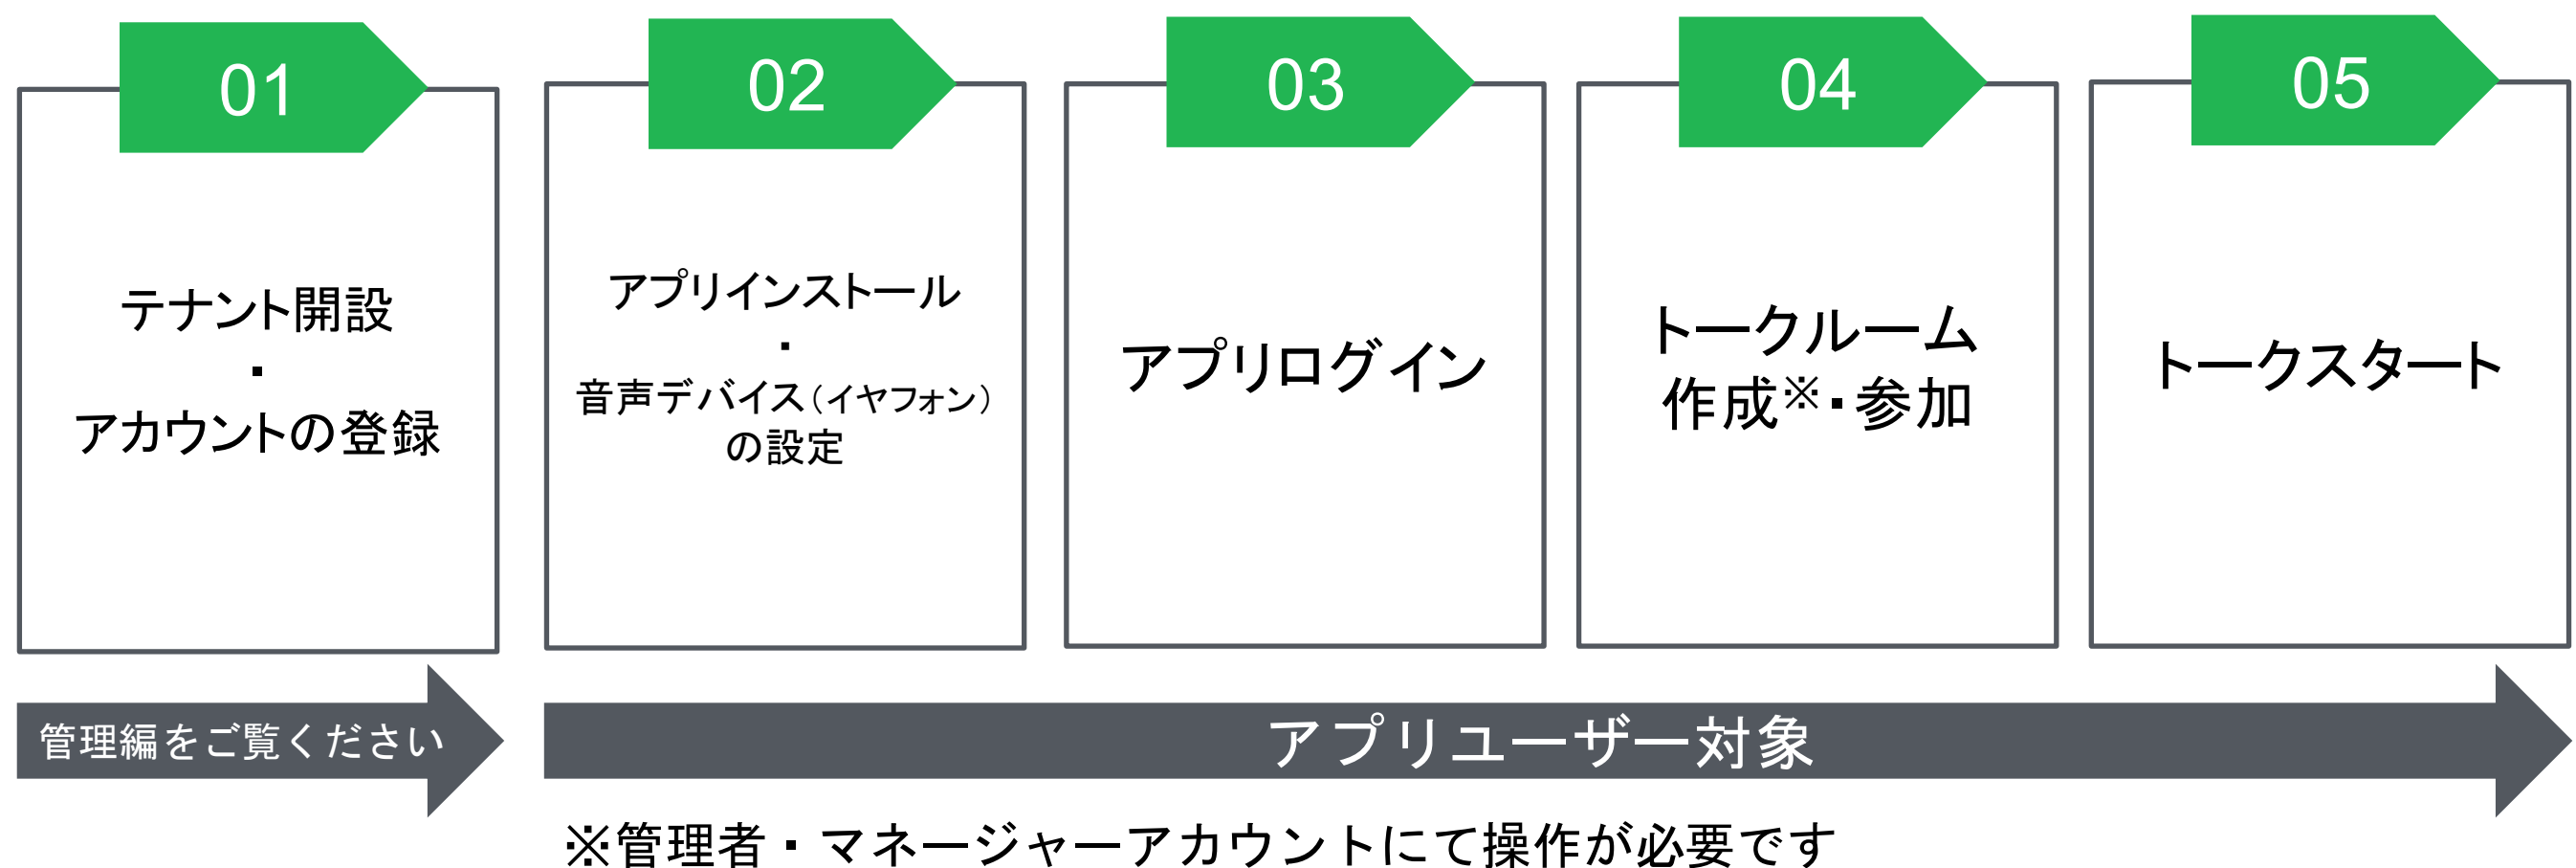 01
テナント開設
・
アカウントの登録
02
アプリインストール
・
音声デバイス(イヤフォン)
の設定
03
アプリログイン
04
トークルーム
作成※・参加
05
トークスタート
管理編をご覧ください
アプリユーザー対象
※管理者・マネージャーアカウントにて操作が必要です